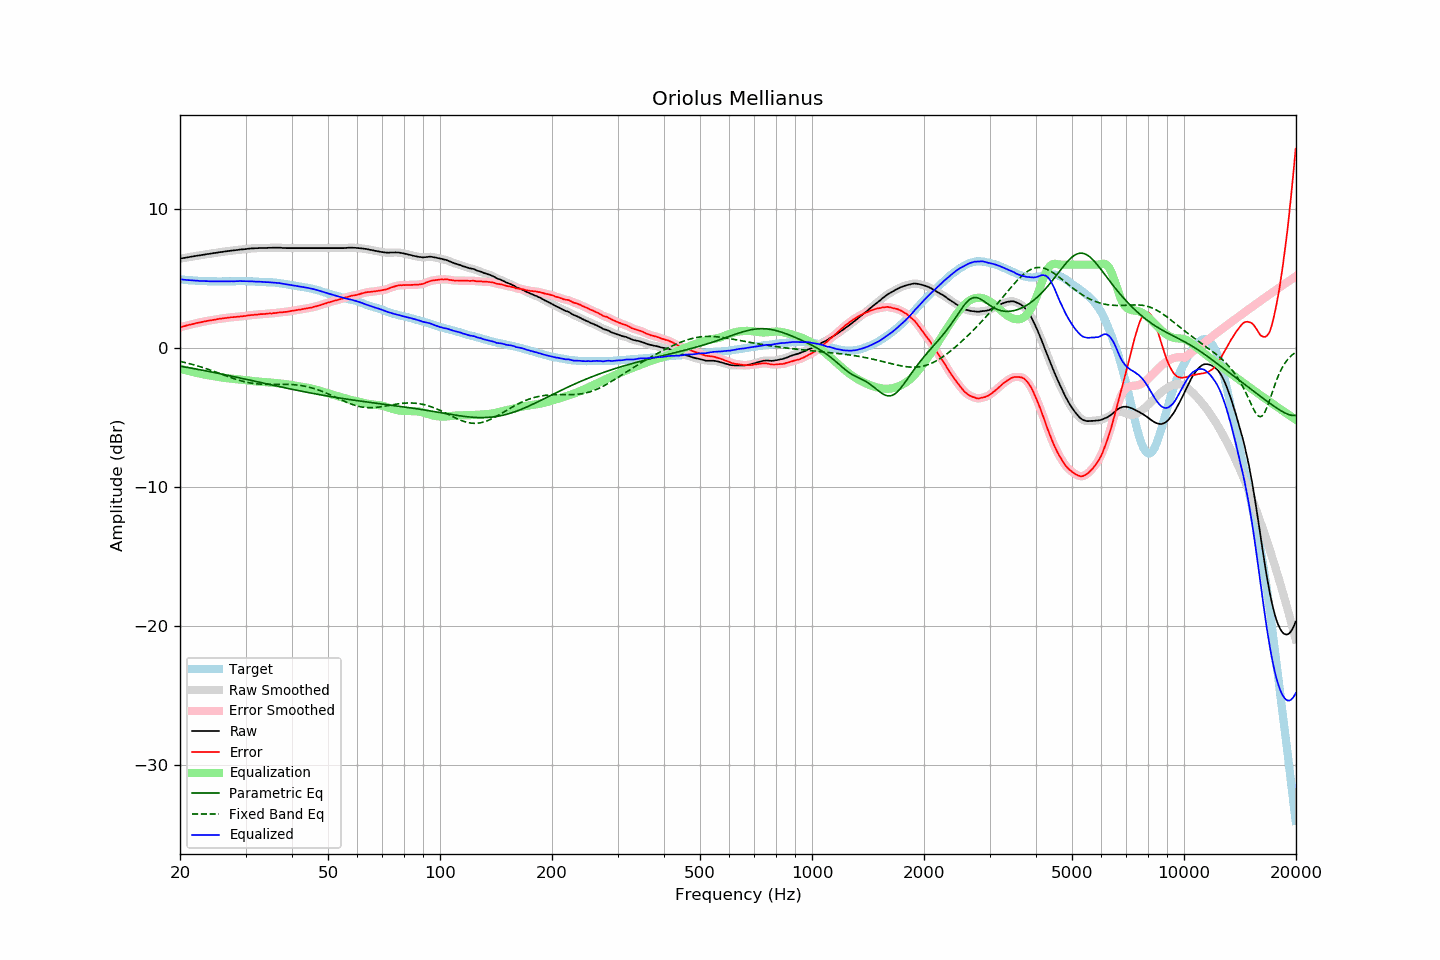 Oriolus Mellianus
10
0
−10
−20
−30
Amplitude (dBr)
Target
Raw Smoothed
Error Smoothed
Raw
Error
Equalization
Parametric Eq
Fixed Band Eq
Equalized
20 50 100 200 500 1000 2000 5000 10000 20000
Frequency (Hz)